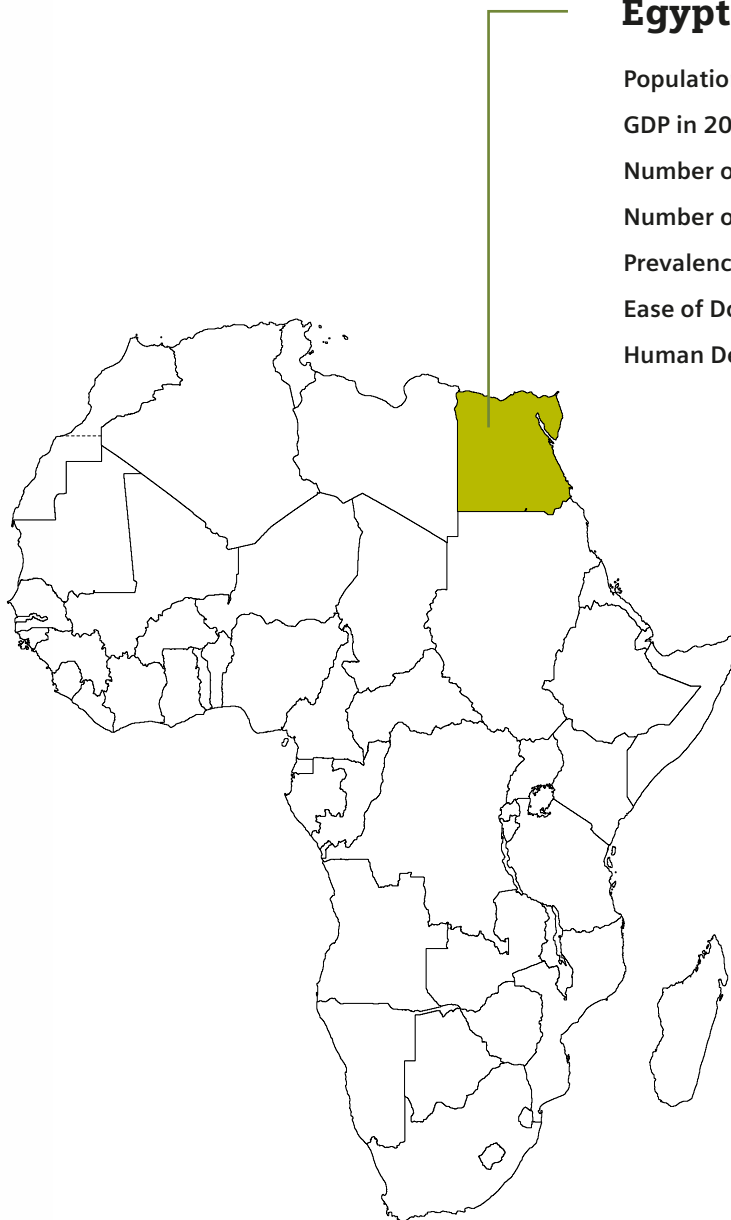 Egypt
Populatio
GDP in 20
Number o
Number o
Prevalenc
Ease of Do
Human De